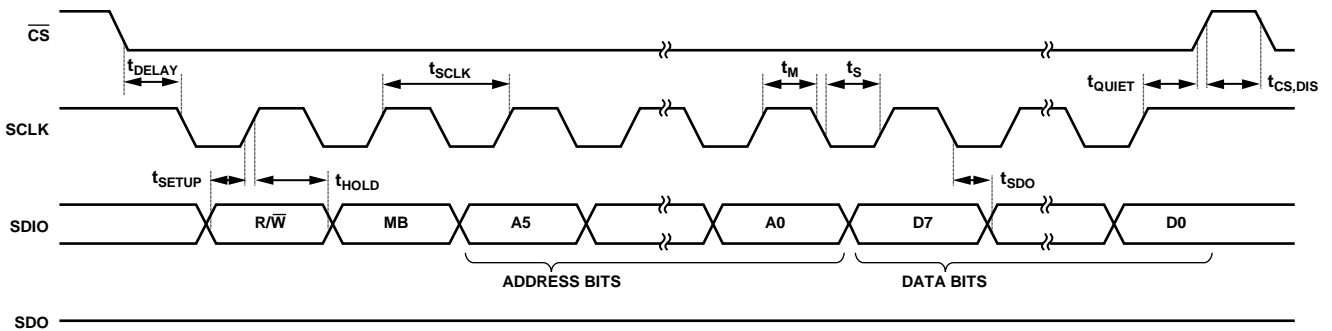 C̅S̅
tDELAY
tSCLK
tM
tS
tQUIET
tCS,DIS
SCLK
tSETUP
tHOLD
tSDO
SDIO
R/W̅
MB
A5
A0
D7
D0
ADDRESS BITS
DATA BITS
SDO